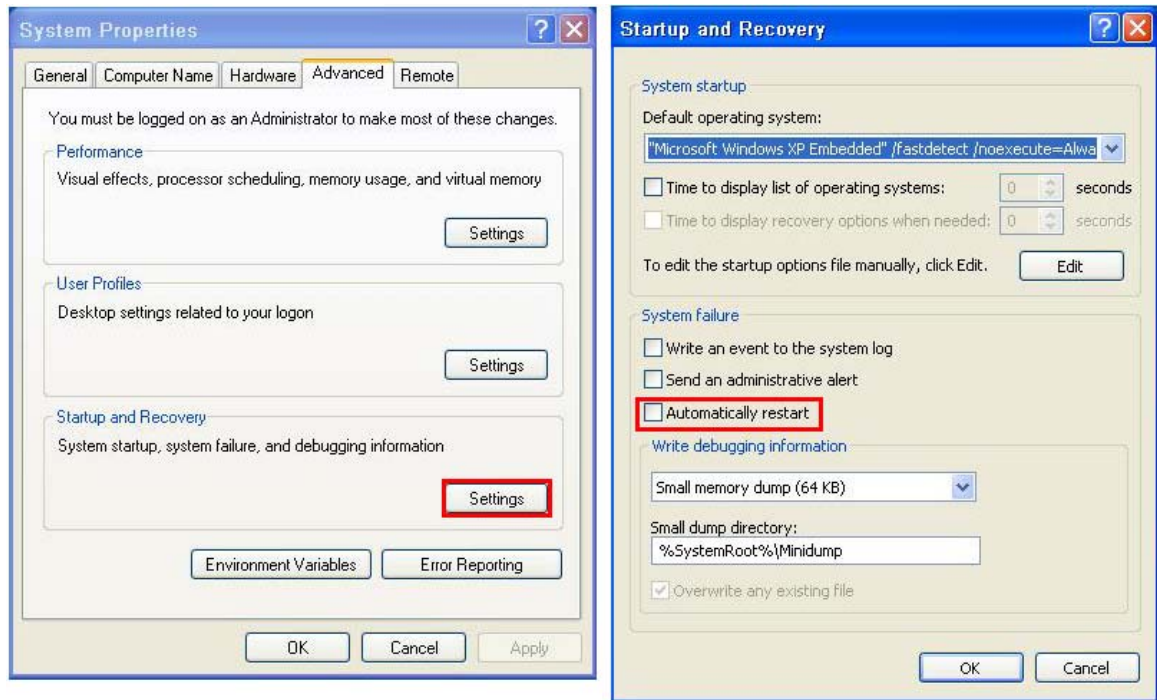 System Properties
General Computer Name Hardware Advanced Remote
You must be logged on as an Administrator to make most of these changes.
Performance
Visual effects, processor scheduling, memory usage, and virtual memory
Settings
User Profiles
Desktop settings related to your logon
Settings
Startup and Recovery
System startup, system failure, and debugging information
Settings
Environment Variables Error Reporting
OK Cancel Apply
Startup and Recovery
System startup
Default operating system:
"Microsoft Windows XP Embedded" /fastdetect /noexecute=Alwa
Time to display list of operating systems: 0 seconds
Time to display recovery options when needed: 0 seconds
To edit the startup options file manually, click Edit. Edit
System failure
Write an event to the system log
Send an administrative alert
Automatically restart
Write debugging information
Small memory dump (64 KB)
Small dump directory:
%SystemRoot%\Minidump
Overwrite any existing file
OK Cancel